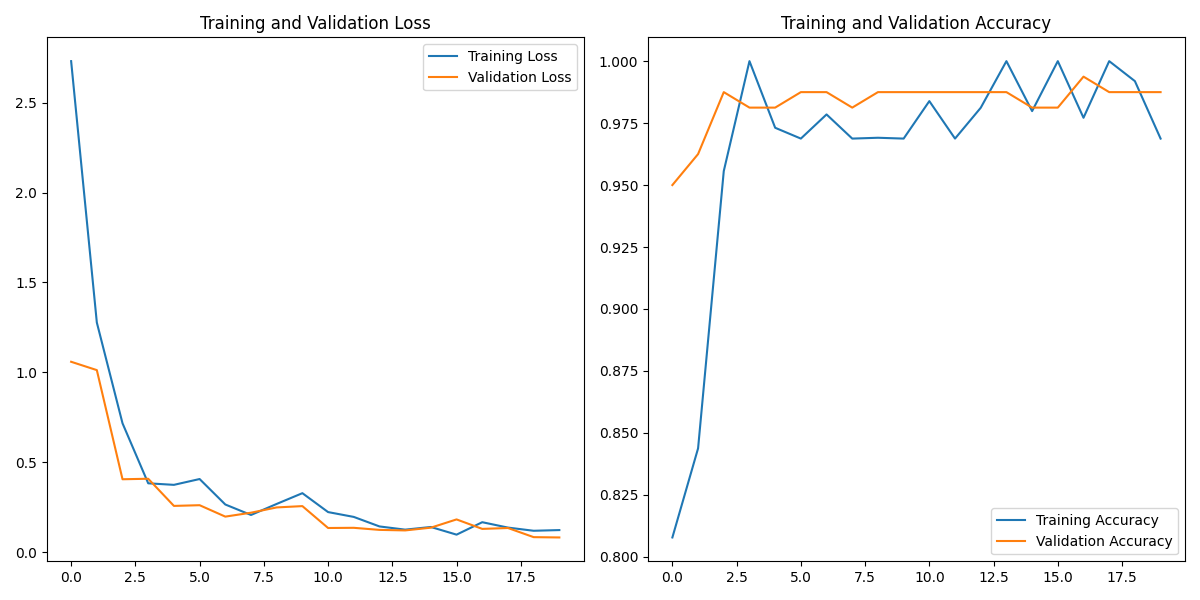 Training and Validation Loss
Training Loss
Validation Loss
2.5
2.0
1.5
1.0
0.5
0.0
0.0 2.5 5.0 7.5 10.0 12.5 15.0 17.5
Training and Validation Accuracy
1.000
0.975
0.950
0.925
0.900
0.875
0.850
0.825
0.800
Training Accuracy
Validation Accuracy
0.0 2.5 5.0 7.5 10.0 12.5 15.0 17.5